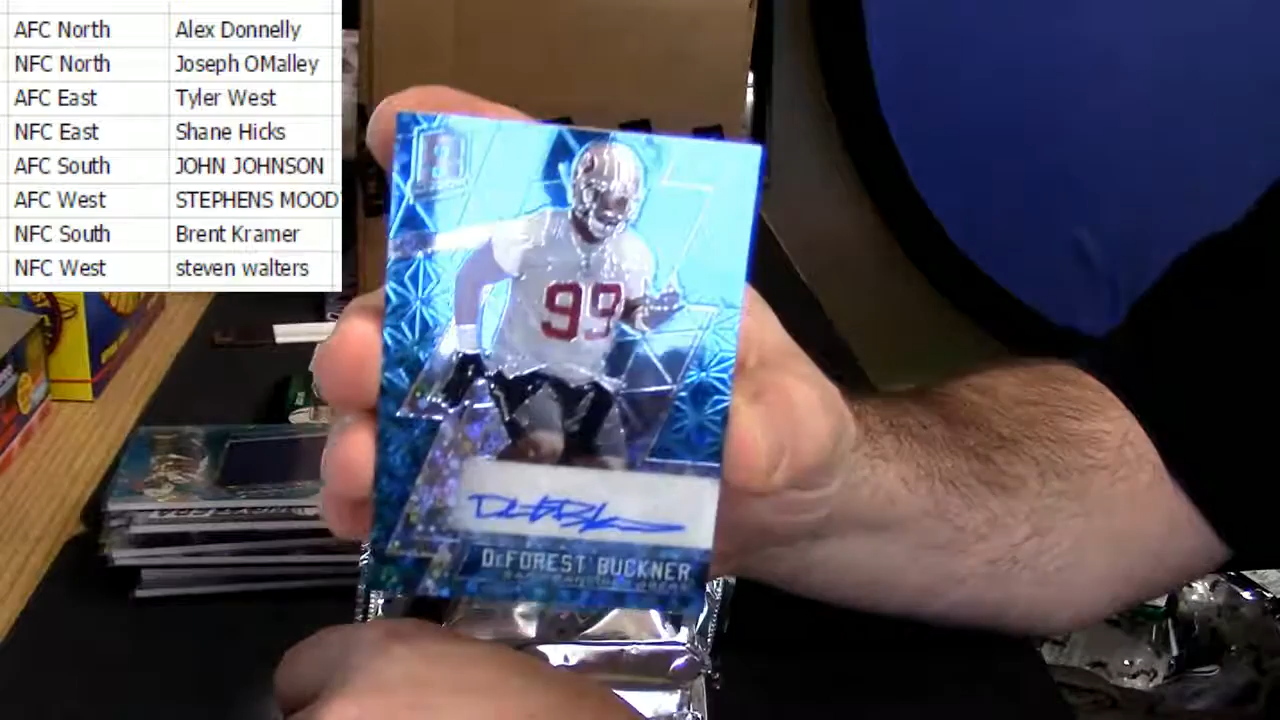 AFC North Alex Donnelly
NFC North Joseph OMalley
AFC East Tyler West
NFC East Shane Hicks
AFC South JOHN JOHNSON
AFC West STEPHENS MOOD
NFC South Brent Kramer
NFC West steven walters
99
DEFOREST BUCKNER